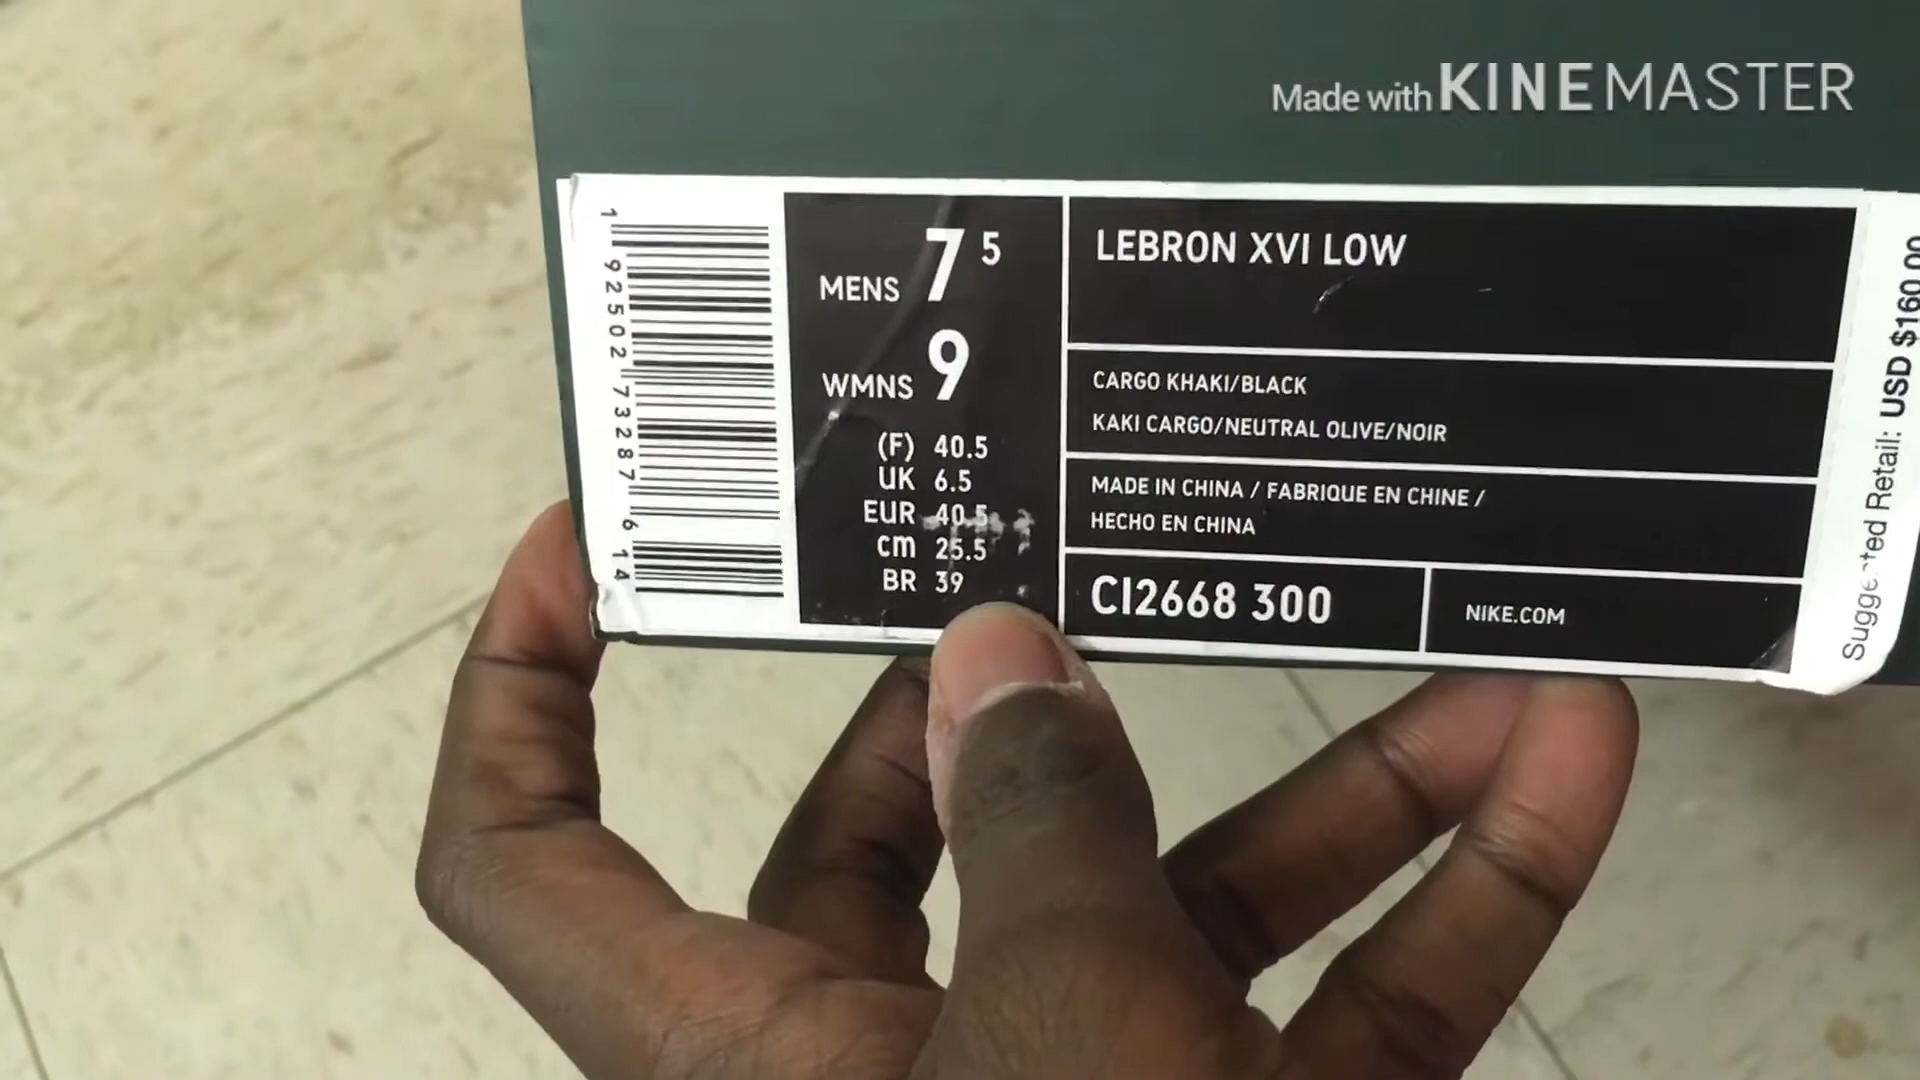 Made with KINEMASTER
1 92502 73287 6 14
MENS 7 5
WMNS 9
(F) 40.5
UK 6.5
EUR 40.5
cm 25.5
BR 39
LEBRON XVI LOW
CARGO KHAKI/BLACK
KAKI CARGO/NEUTRAL OLIVE/NOIR
MADE IN CHINA / FABRIQUE EN CHINE /
HECHO EN CHINA
CI2668 300
NIKE.COM
Suggested Retail: USD $160.00